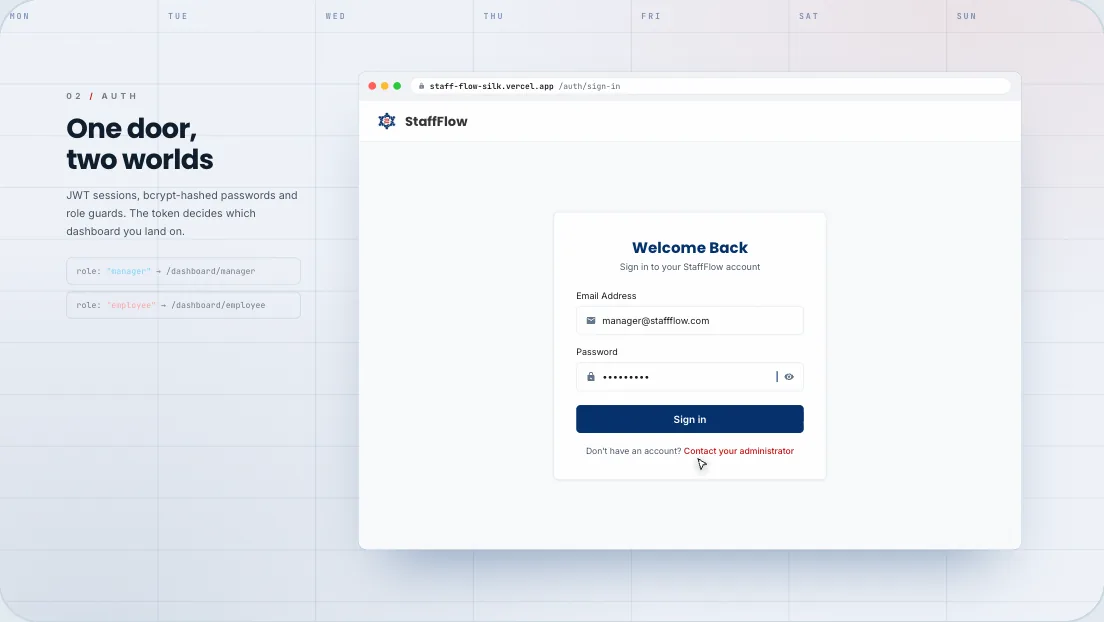 MON TUE WED THU FRI SAT SUN
02 / AUTH
One door,
two worlds
JWT sessions, bcrypt-hashed passwords and
role guards. The token decides which
dashboard you land on.
role: "manager" → /dashboard/manager
role: "employee" → /dashboard/employee
staff-flow-silk.vercel.app /auth/sign-in
StaffFlow
Welcome Back
Sign in to your StaffFlow account
Email Address
manager@staffflow.com
Password
•••••••••
Sign in
Don't have an account? Contact your administrator